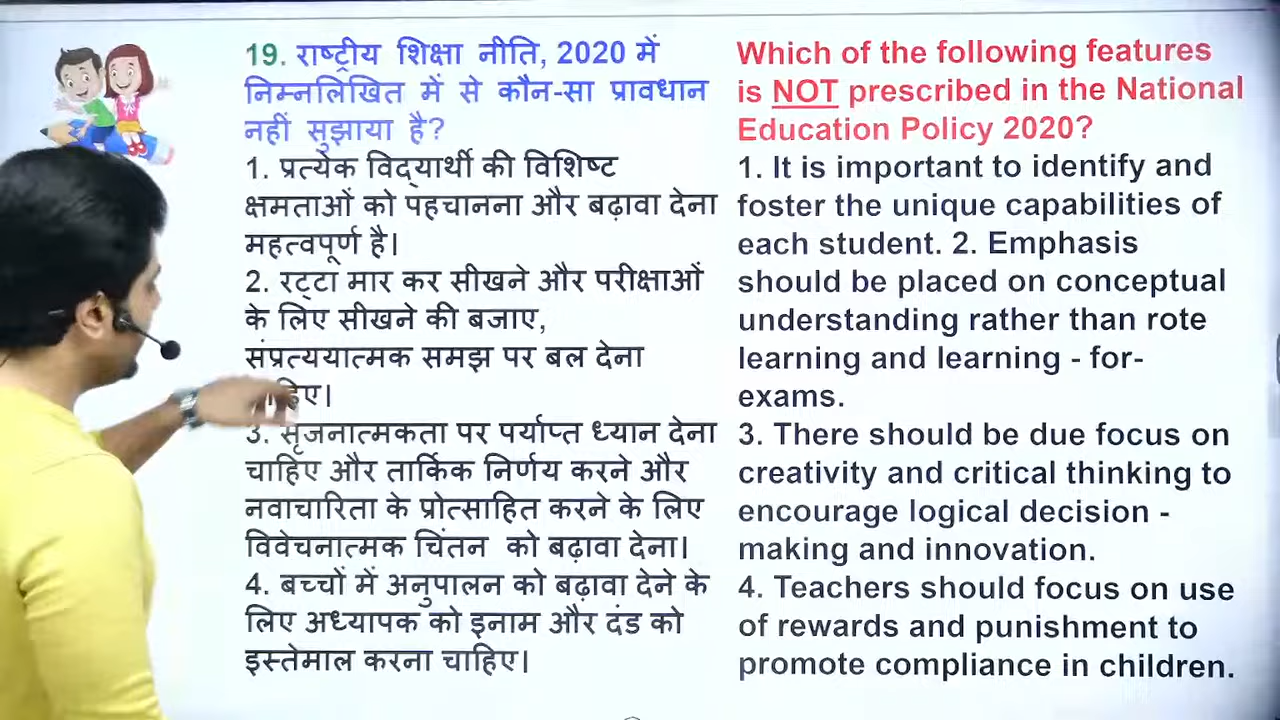 19. राष्ट्रीय शिक्षा नीति, 2020 में
निम्नलिखित में से कौन-सा प्रावधान
नहीं सुझाया है?
1. प्रत्येक विद्यार्थी की विशिष्ट
क्षमताओं को पहचानना और बढ़ावा देना
महत्वपूर्ण है।
2. रट्टा मार कर सीखने और परीक्षाओं
के लिए सीखने की बजाए,
संप्रत्ययात्मक समझ पर बल देना
3. सृजनात्मकता पर पर्याप्त ध्यान देना
चाहिए और तार्किक निर्णय करने और
नवाचारिता के प्रोत्साहित करने के लिए
विवेचनात्मक चिंतन को बढ़ावा देना।
4. बच्चों में अनुपालन को बढ़ावा देने के
लिए अध्यापक को इनाम और दंड को
इस्तेमाल करना चाहिए।
Which of the following features
is NOT prescribed in the National
Education Policy 2020?
1. It is important to identify and
foster the unique capabilities of
each student. 2. Emphasis
should be placed on conceptual
understanding rather than rote
learning and learning - for-
exams.
3. There should be due focus on
creativity and critical thinking to
encourage logical decision -
making and innovation.
4. Teachers should focus on use
of rewards and punishment to
promote compliance in children.